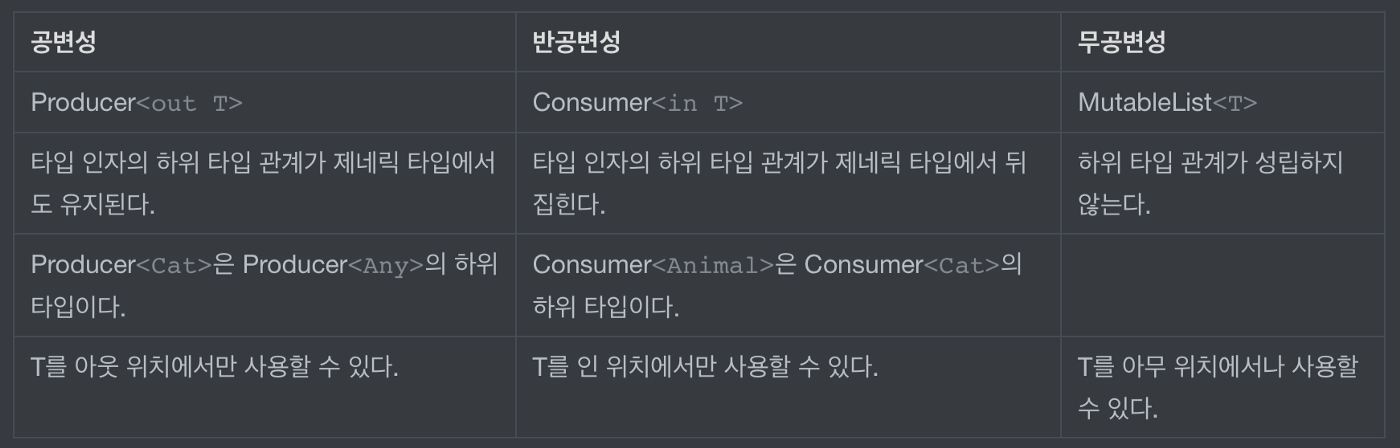 공변성 반공변성 무공변성
Producer<out T> Consumer<in T> MutableList<T>
타입 인자의 하위 타입 관계가 제네릭 타입에서
도 유지된다.
타입 인자의 하위 타입 관계가 제네릭 타입에서 뒤
집힌다.
하위 타입 관계가 성립하지
않는다.
Producer<Cat>은 Producer<Any>의 하위
타입이다.
Consumer<Animal>은 Consumer<Cat>의
하위 타입이다.
T를 아웃 위치에서만 사용할 수 있다.
T를 인 위치에서만 사용할 수 있다.
T를 아무 위치에서나 사용할
수 있다.